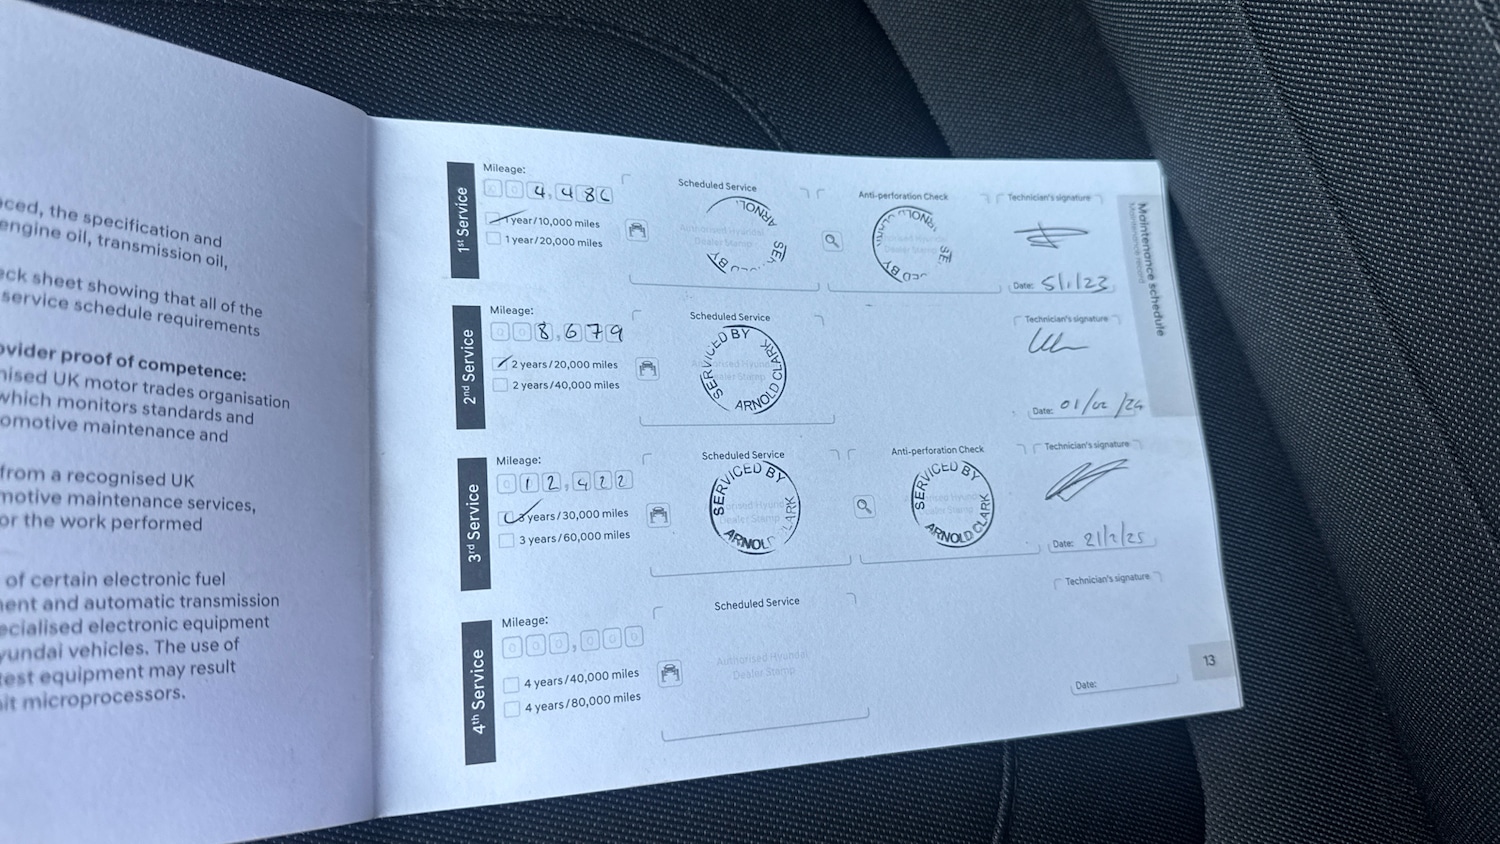 ced, the specification and
engine oil, transmission oil,
eck sheet showing that all of the
service schedule requirements
ovider proof of competence:
nised UK motor trades organisation
which monitors standards and
omotive maintenance and
from a recognised UK
motive maintenance services,
or the work performed
of certain electronic fuel
ment and automatic transmission
ecialised electronic equipment
yundai vehicles. The use of
test equipment may result
it microprocessors.
Maintenance schedule
Maintenance record
1st Service
Mileage:
004,486
1 year/10,000 miles
1 year/20,000 miles
Scheduled Service
Authorised Hyundai
Dealer Stamp
Anti-perforation Check
Technician's signature
Date: 5/1/23
2nd Service
Mileage:
008,679
2 years/20,000 miles
2 years/40,000 miles
Scheduled Service
SERVICED BY
ARNOLD CLARK
Technician's signature
Date: 01/02/24
3rd Service
Mileage:
012,422
3 years/30,000 miles
3 years/60,000 miles
Scheduled Service
SERVICED BY
ARNOLD CLARK
Anti-perforation Check
SERVICED BY
ARNOLD CLARK
Technician's signature
Date: 21/2/25
4th Service
Mileage:
000,000
4 years/40,000 miles
4 years/80,000 miles
Scheduled Service
Authorised Hyundai
Dealer Stamp
Technician's signature
Date:
13